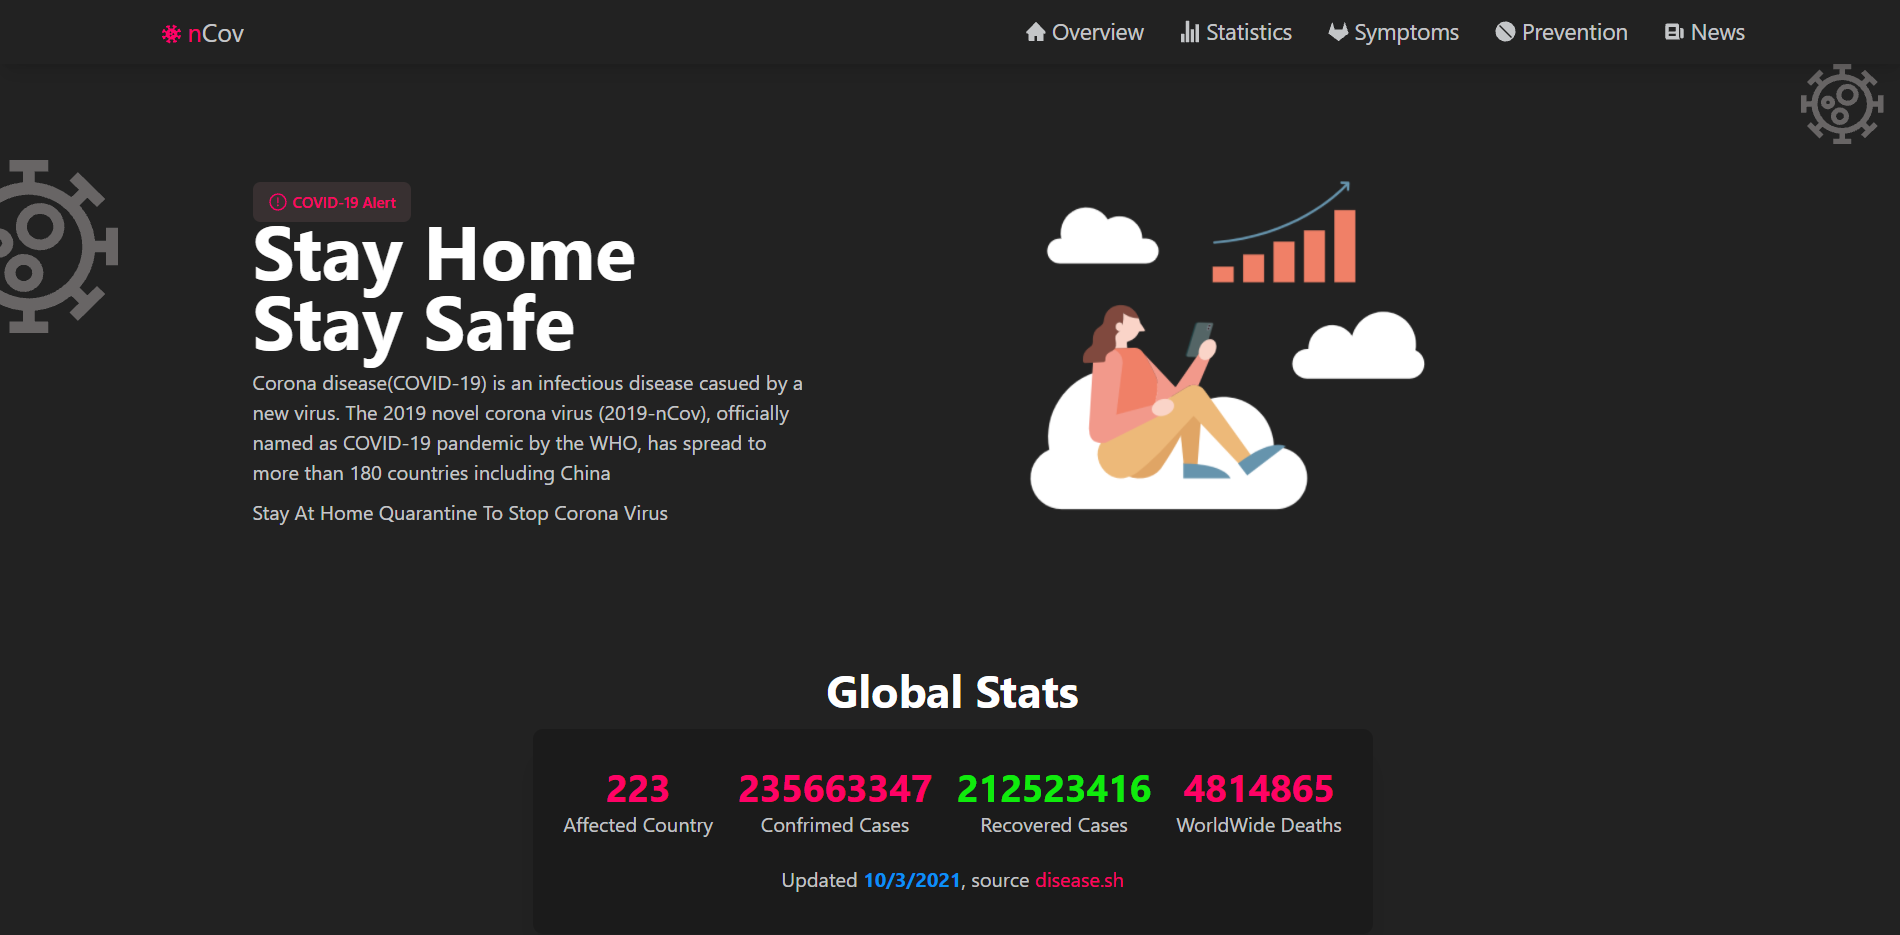 nCov
Overview
Statistics
Symptoms
Prevention
News
COVID-19 Alert
Stay Home
Stay Safe
Corona disease(COVID-19) is an infectious disease casued by a
new virus. The 2019 novel corona virus (2019-nCov), officially
named as COVID-19 pandemic by the WHO, has spread to
more than 180 countries including China
Stay At Home Quarantine To Stop Corona Virus
Global Stats
223
Affected Country
235663347
Confrimed Cases
212523416
Recovered Cases
4814865
WorldWide Deaths
Updated 10/3/2021, source disease.sh